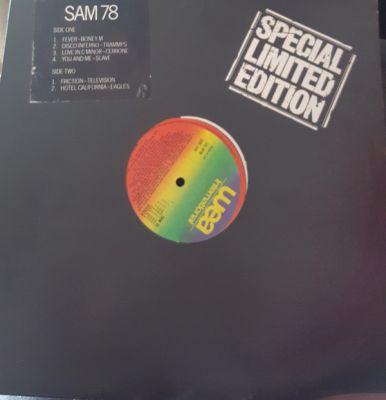 SAM 78
SIDE ONE
1. FEVER-BONEY M
2. DISCO INFERNO-TRAMMPS
3. LOVE IN C MINOR-CERRONE
4. YOU AND ME-SLAVE
SIDE TWO
1. FRICTION-TELEVISION
2. HOTEL CALIFORNIA-EAGLES
SPECIAL
LIMITED
EDITION
wea
International